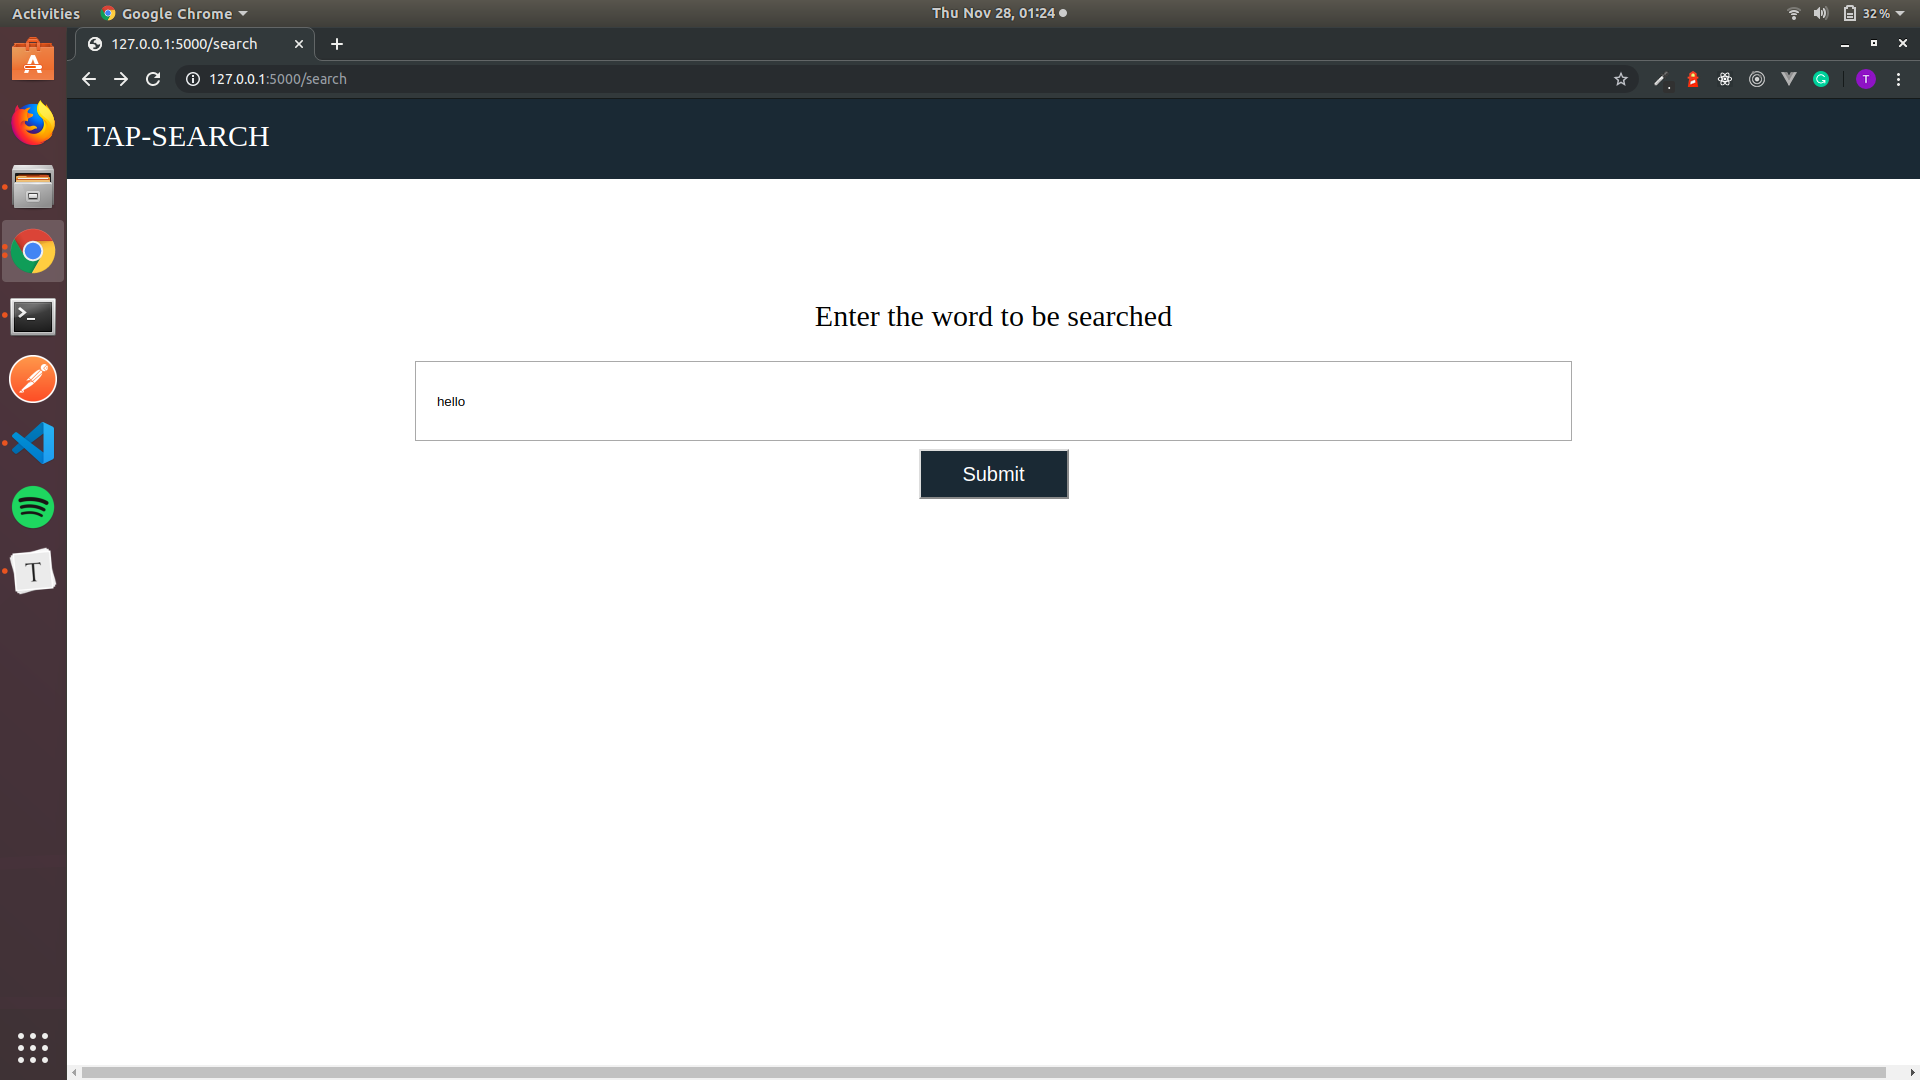 Activities Google Chrome Thu Nov 28, 01:24 32 %
127.0.0.1:5000/search
127.0.0.1:5000/search T
TAP-SEARCH
Enter the word to be searched
hello
Submit
T